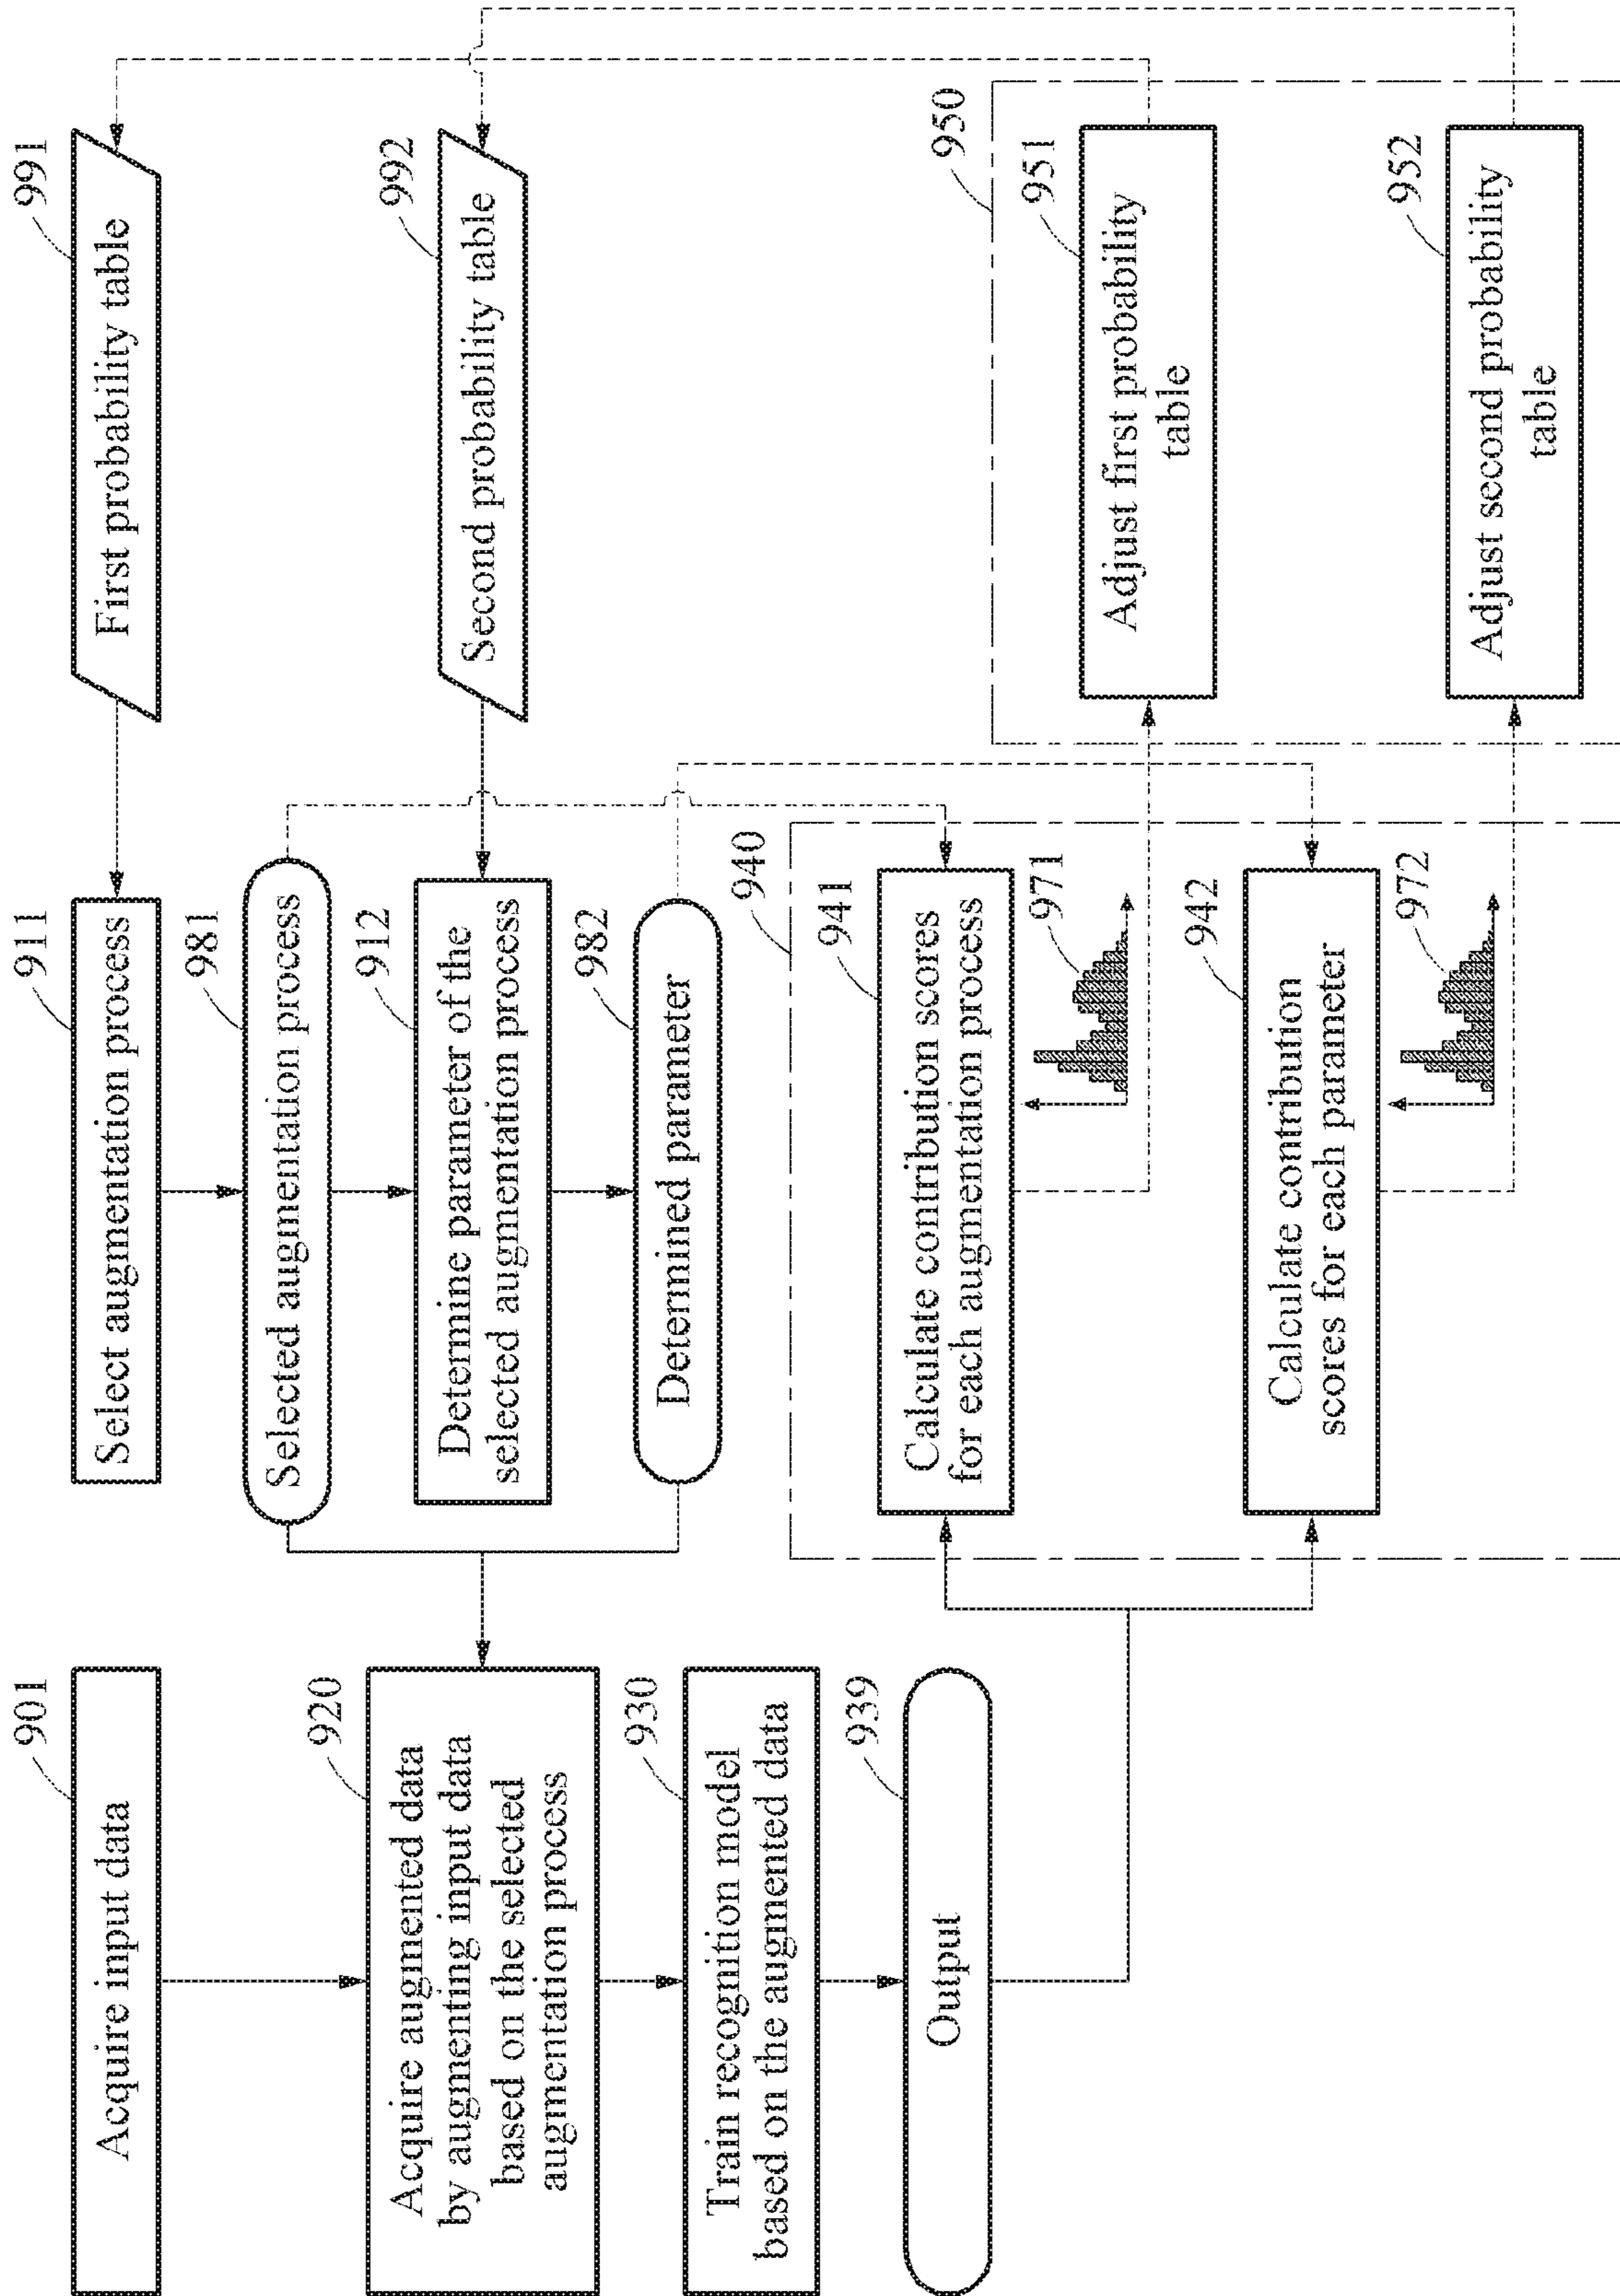 901
Acquire input data
920
Acquire augmented data
by augmenting input data
based on the selected
augmentation process
930
Train recognition model
based on the augmented data
939
Output
911
Select augmentation process
981
Selected augmentation process
912
Determine parameter of the
selected augmentation process
982
Determined parameter
940
941
Calculate contribution scores
for each augmentation process
971
942
Calculate contribution
scores for each parameter
972
991
First probability table
992
Second probability table
950
951
Adjust first probability
table
952
Adjust second probability
table